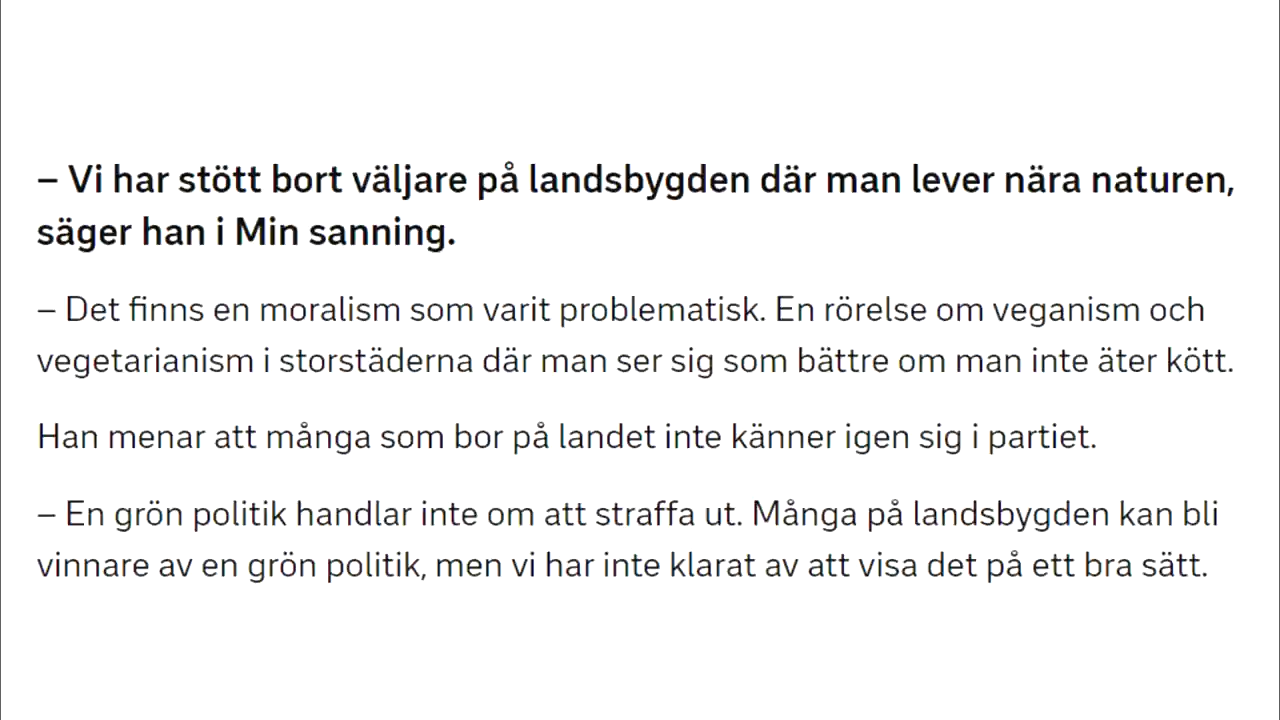 – Vi har stött bort väljare på landsbygden där man lever nära naturen,
säger han i Min sanning.
– Det finns en moralism som varit problematisk. En rörelse om veganism och
vegetarianism i storstäderna där man ser sig som bättre om man inte äter kött.
Han menar att många som bor på landet inte känner igen sig i partiet.
– En grön politik handlar inte om att straffa ut. Många på landsbygden kan bli
vinnare av en grön politik, men vi har inte klarat av att visa det på ett bra sätt.